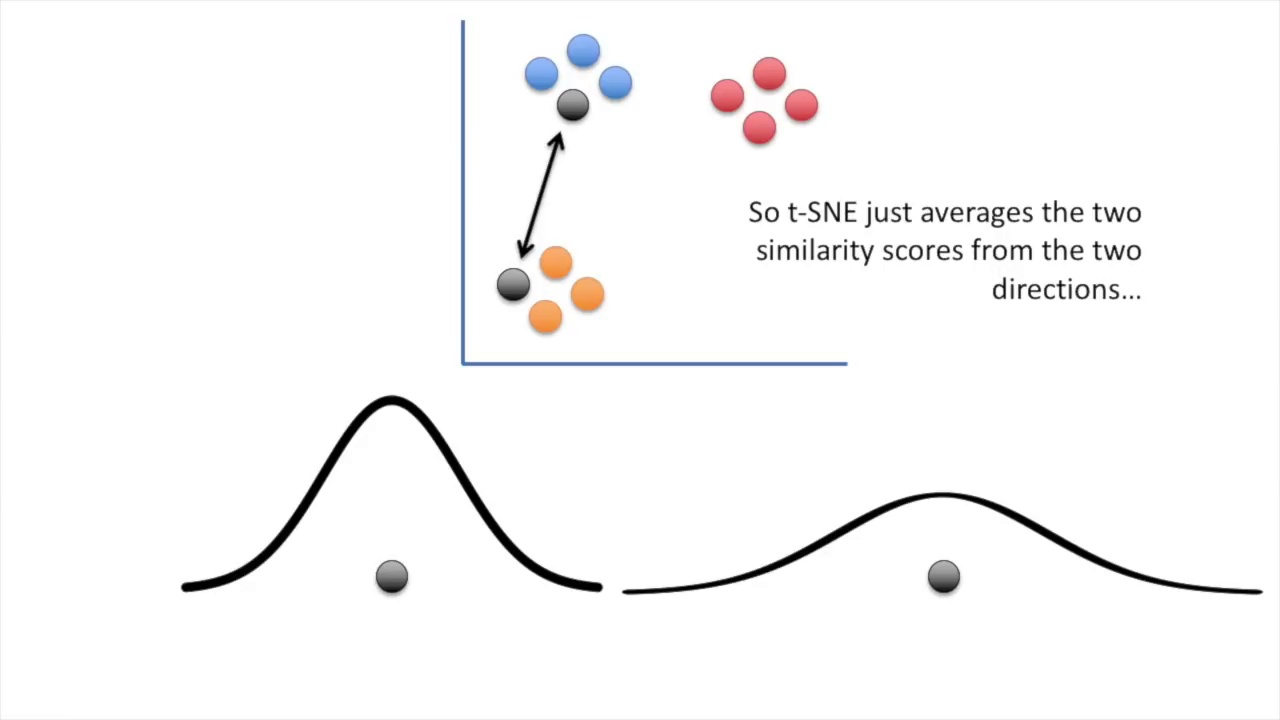 So t-SNE just averages the two
similarity scores from the two
directions...